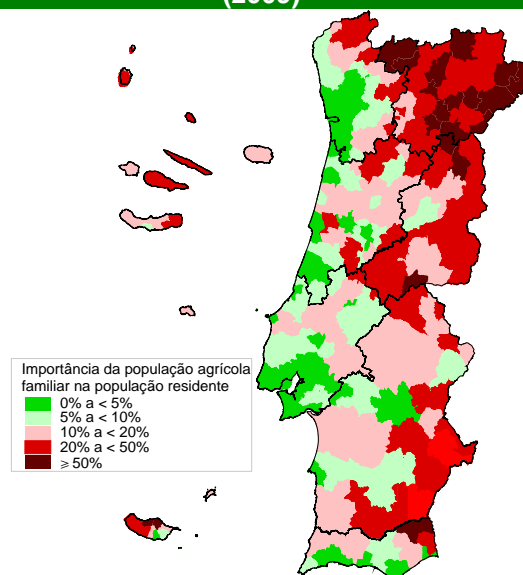 Importância da população agrícola
familiar na população residente
0% a < 5%
5% a < 10%
10% a < 20%
20% a < 50%
≥ 50%